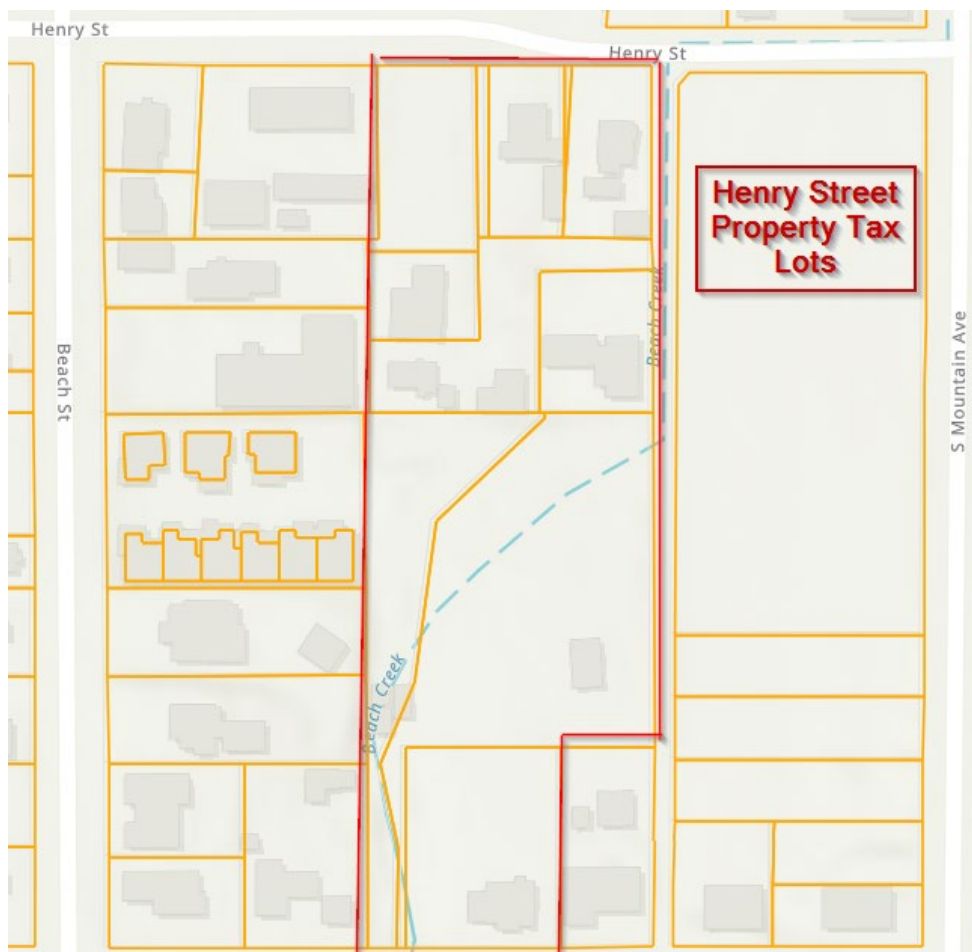 Henry St
Henry St
Henry Street
Property Tax
Lots
Beach Creek
Beach St
S Mountain Ave
Beach Creek